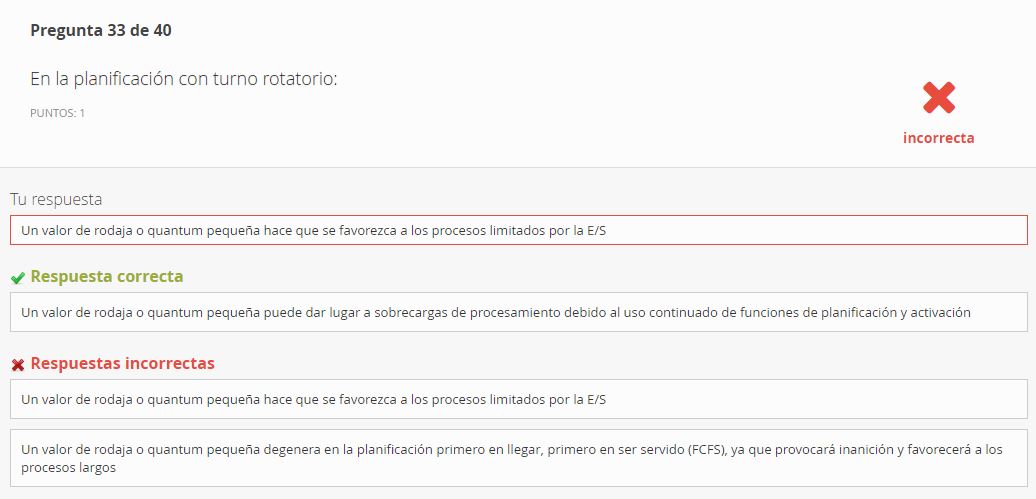 Pregunta 33 de 40
En la planificación con turno rotatorio:
PUNTOS: 1
incorrecta
Tu respuesta
Un valor de rodaja o quantum pequeña hace que se favorezca a los procesos limitados por la E/S
Respuesta correcta
Un valor de rodaja o quantum pequeña puede dar lugar a sobrecargas de procesamiento debido al uso continuado de funciones de planificación y activación
Respuestas incorrectas
Un valor de rodaja o quantum pequeña hace que se favorezca a los procesos limitados por la E/S
Un valor de rodaja o quantum pequeña degenera en la planificación primero en llegar, primero en ser servido (FCFS), ya que provocará inanición y favorecerá a los
procesos largos